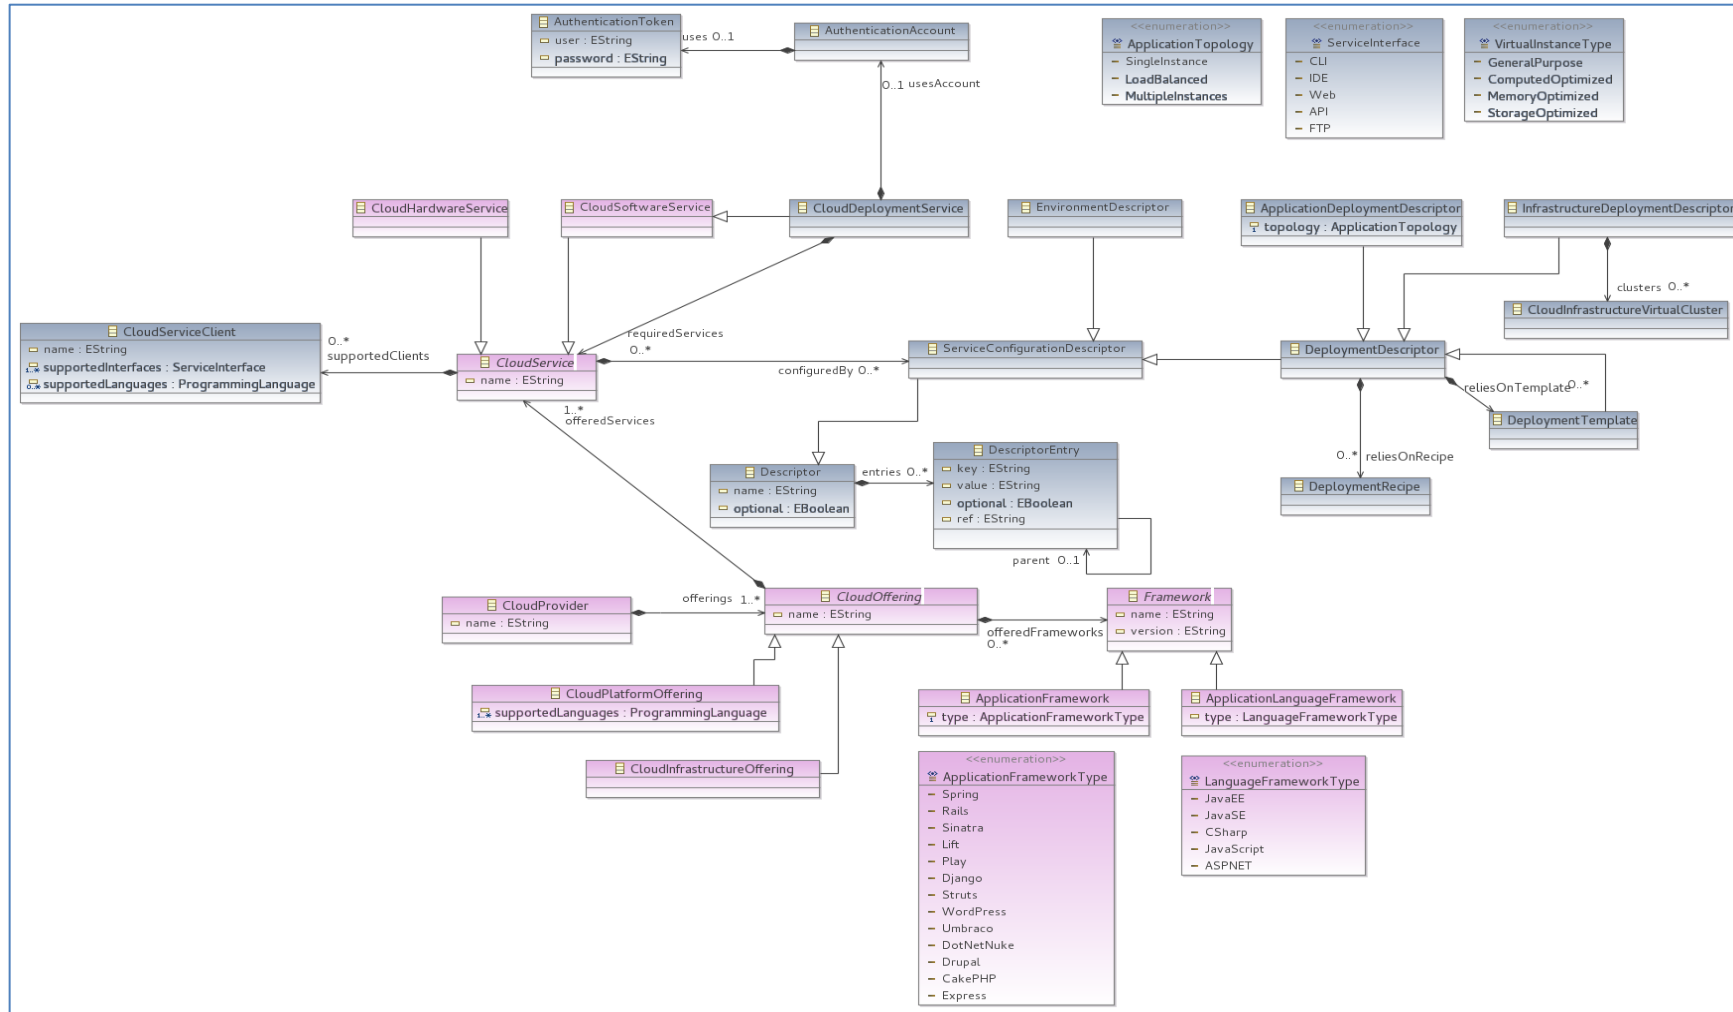 AuthenticationToken
user : EString
password : EString
uses 0..1
AuthenticationAccount
0..1 usesAccount
<<enumeration>>
ApplicationTopology
SingleInstance
LoadBalanced
MultipleInstances
<<enumeration>>
ServiceInterface
CLI
IDE
Web
API
FTP
<<enumeration>>
VirtualInstanceType
GeneralPurpose
ComputedOptimized
MemoryOptimized
StorageOptimized
CloudHardwareService
CloudSoftwareService
CloudDeploymentService
EnvironmentDescriptor
ApplicationDeploymentDescriptor
1 topology : ApplicationTopology
InfrastructureDeploymentDescriptor
clusters 0..*
CloudInfrastructureVirtualCluster
CloudServiceClient
name : EString
1..* supportedInterfaces : ServiceInterface
0..* supportedLanguages : ProgrammingLanguage
0..*
supportedClients
CloudService
name : EString
requiredServices
0..*
configuredBy 0..*
ServiceConfigurationDescriptor
DeploymentDescriptor
reliesOnTemplate
0..*
DeploymentTemplate
0..* reliesOnRecipe
DeploymentRecipe
1..*
offeredServices
Descriptor
name : EString
optional : EBoolean
entries 0..*
DescriptorEntry
key : EString
value : EString
optional : EBoolean
ref : EString
parent 0..1
CloudProvider
name : EString
offerings 1..*
CloudOffering
name : EString
offeredFrameworks
0..*
Framework
name : EString
version : EString
CloudPlatformOffering
1..* supportedLanguages : ProgrammingLanguage
CloudInfrastructureOffering
ApplicationFramework
1 type : ApplicationFrameworkType
ApplicationLanguageFramework
type : LanguageFrameworkType
<<enumeration>>
ApplicationFrameworkType
Spring
Rails
Sinatra
Lift
Play
Django
Struts
WordPress
Umbraco
DotNetNuke
Drupal
CakePHP
Express
<<enumeration>>
LanguageFrameworkType
JavaEE
JavaSE
CSharp
JavaScript
ASPNET